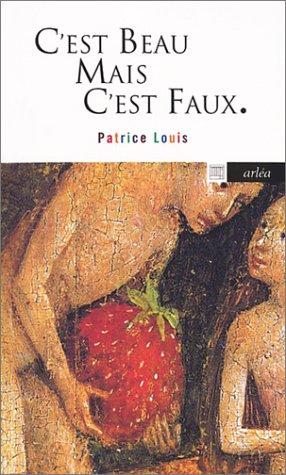 C'EST BEAU
MAIS
C'EST FAUX.
Patrice Louis
arléa